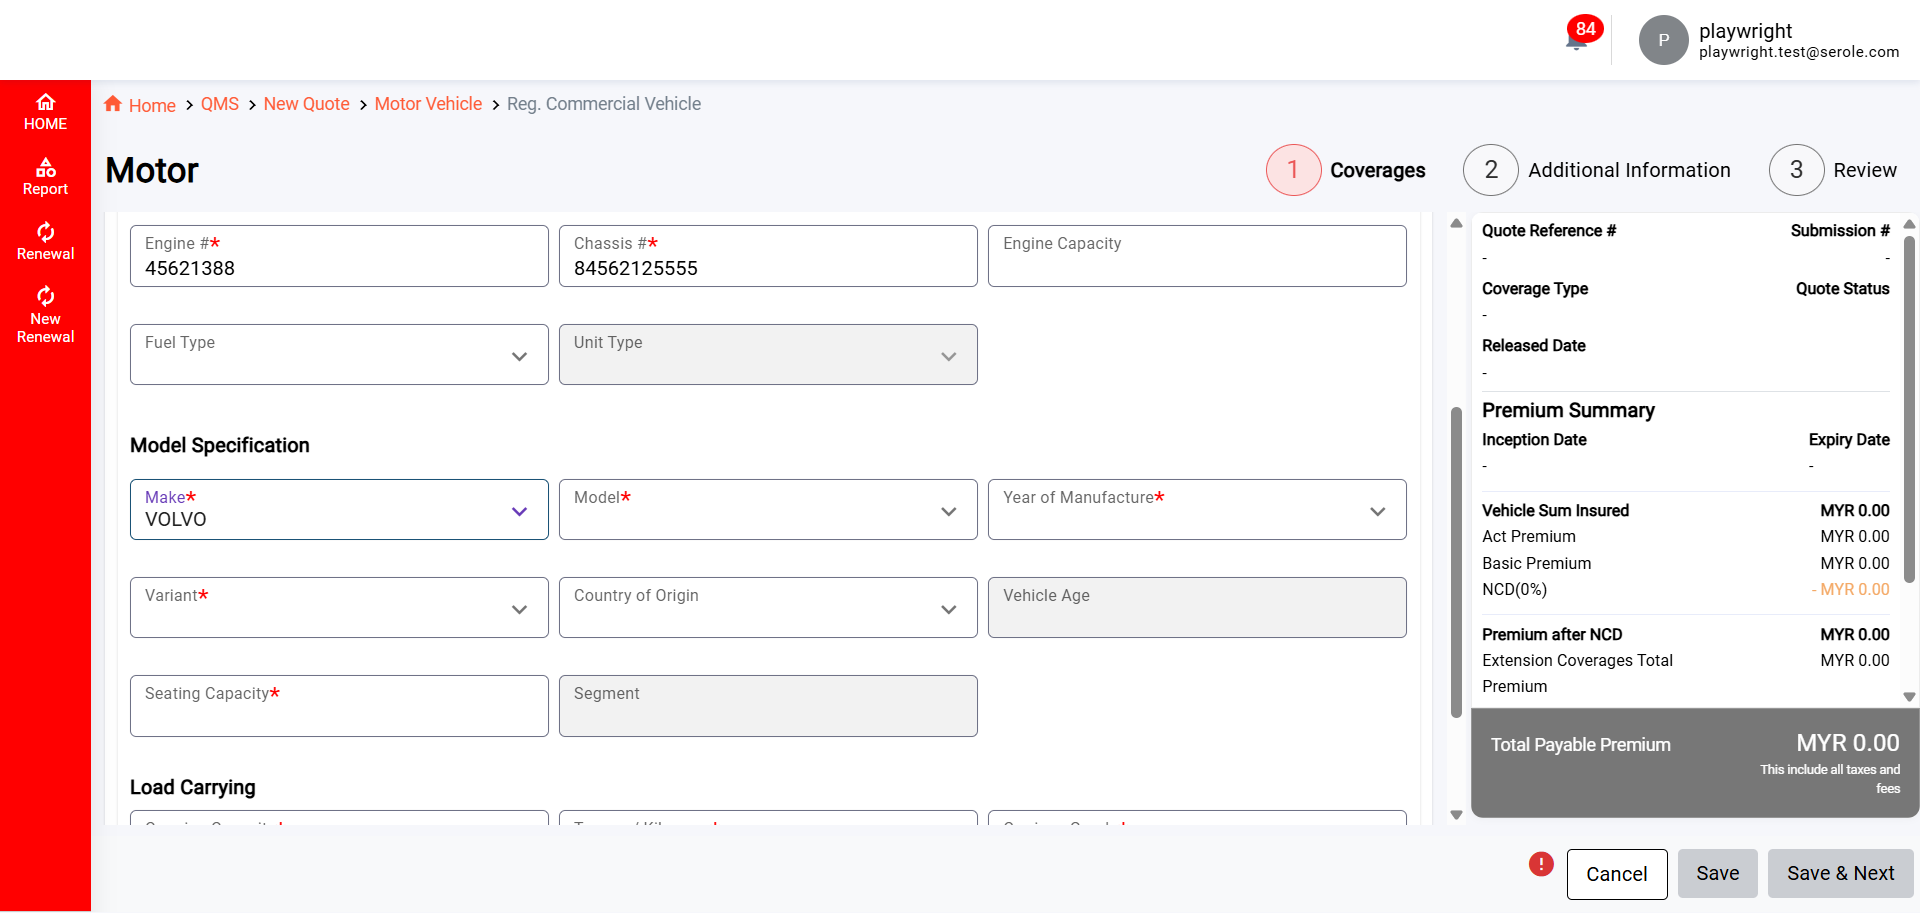 84
P
playwright
playwright.test@serole.com
HOME
Report
Renewal
New
Renewal
Home > QMS > New Quote > Motor Vehicle > Reg. Commercial Vehicle
Motor
1 Coverages
2 Additional Information
3 Review
Engine #*
45621388
Chassis #*
84562125555
Engine Capacity
Fuel Type
Unit Type
Model Specification
Make*
VOLVO
Model*
Year of Manufacture*
Variant*
Country of Origin
Vehicle Age
Seating Capacity*
Segment
Load Carrying
Quote Reference # Submission #
- -
Coverage Type Quote Status
-
Released Date
-
Premium Summary
Inception Date Expiry Date
- -
Vehicle Sum Insured MYR 0.00
Act Premium MYR 0.00
Basic Premium MYR 0.00
NCD(0%) - MYR 0.00
Premium after NCD MYR 0.00
Extension Coverages Total MYR 0.00
Premium
Total Payable Premium MYR 0.00
This include all taxes and
fees
!
Cancel
Save
Save & Next